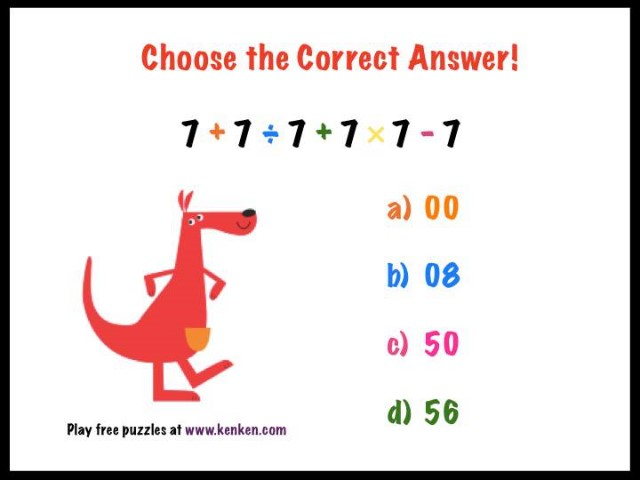 Choose the Correct Answer!
7 + 7 ÷ 7 + 7 × 7 - 7
a) 00
b) 08
c) 50
d) 56
Play free puzzles at www.kenken.com